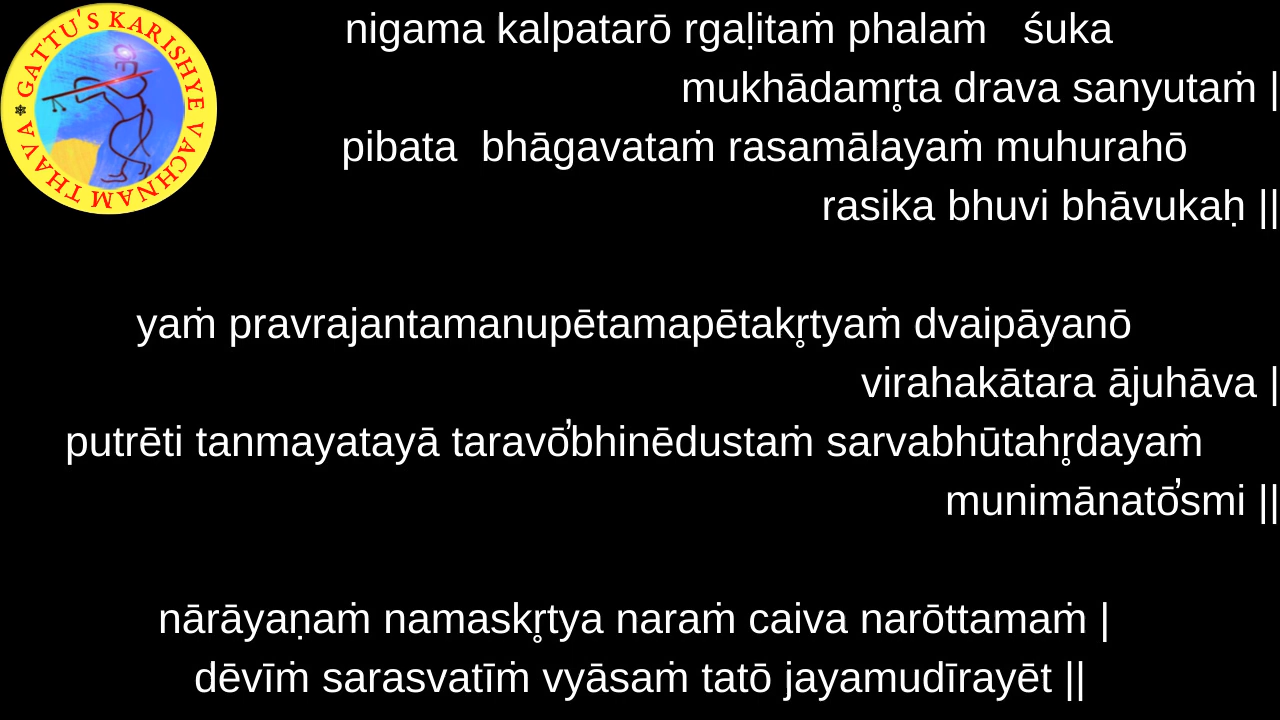 GATTU'S KARISHYE VACHNAM THAVA
nigama kalpatarō rgaḷitaṁ phalaṁ śuka
mukhādamr̥ta drava sanyutaṁ |
pibata bhāgavataṁ rasamālayaṁ muhurahō
rasika bhuvi bhāvukaḥ ||
yaṁ pravrajantamanupētamapētakr̥tyaṁ dvaipāyanō
virahakātara ājuhāva |
putrēti tanmayatayā taravō̕bhinēdustaṁ sarvabhūtahr̥dayaṁ
munimānatō̕smi ||
nārāyaṇaṁ namaskr̥tya naraṁ caiva narōttamaṁ |
dēvīṁ sarasvatīṁ vyāsaṁ tatō jayamudīrayēt ||